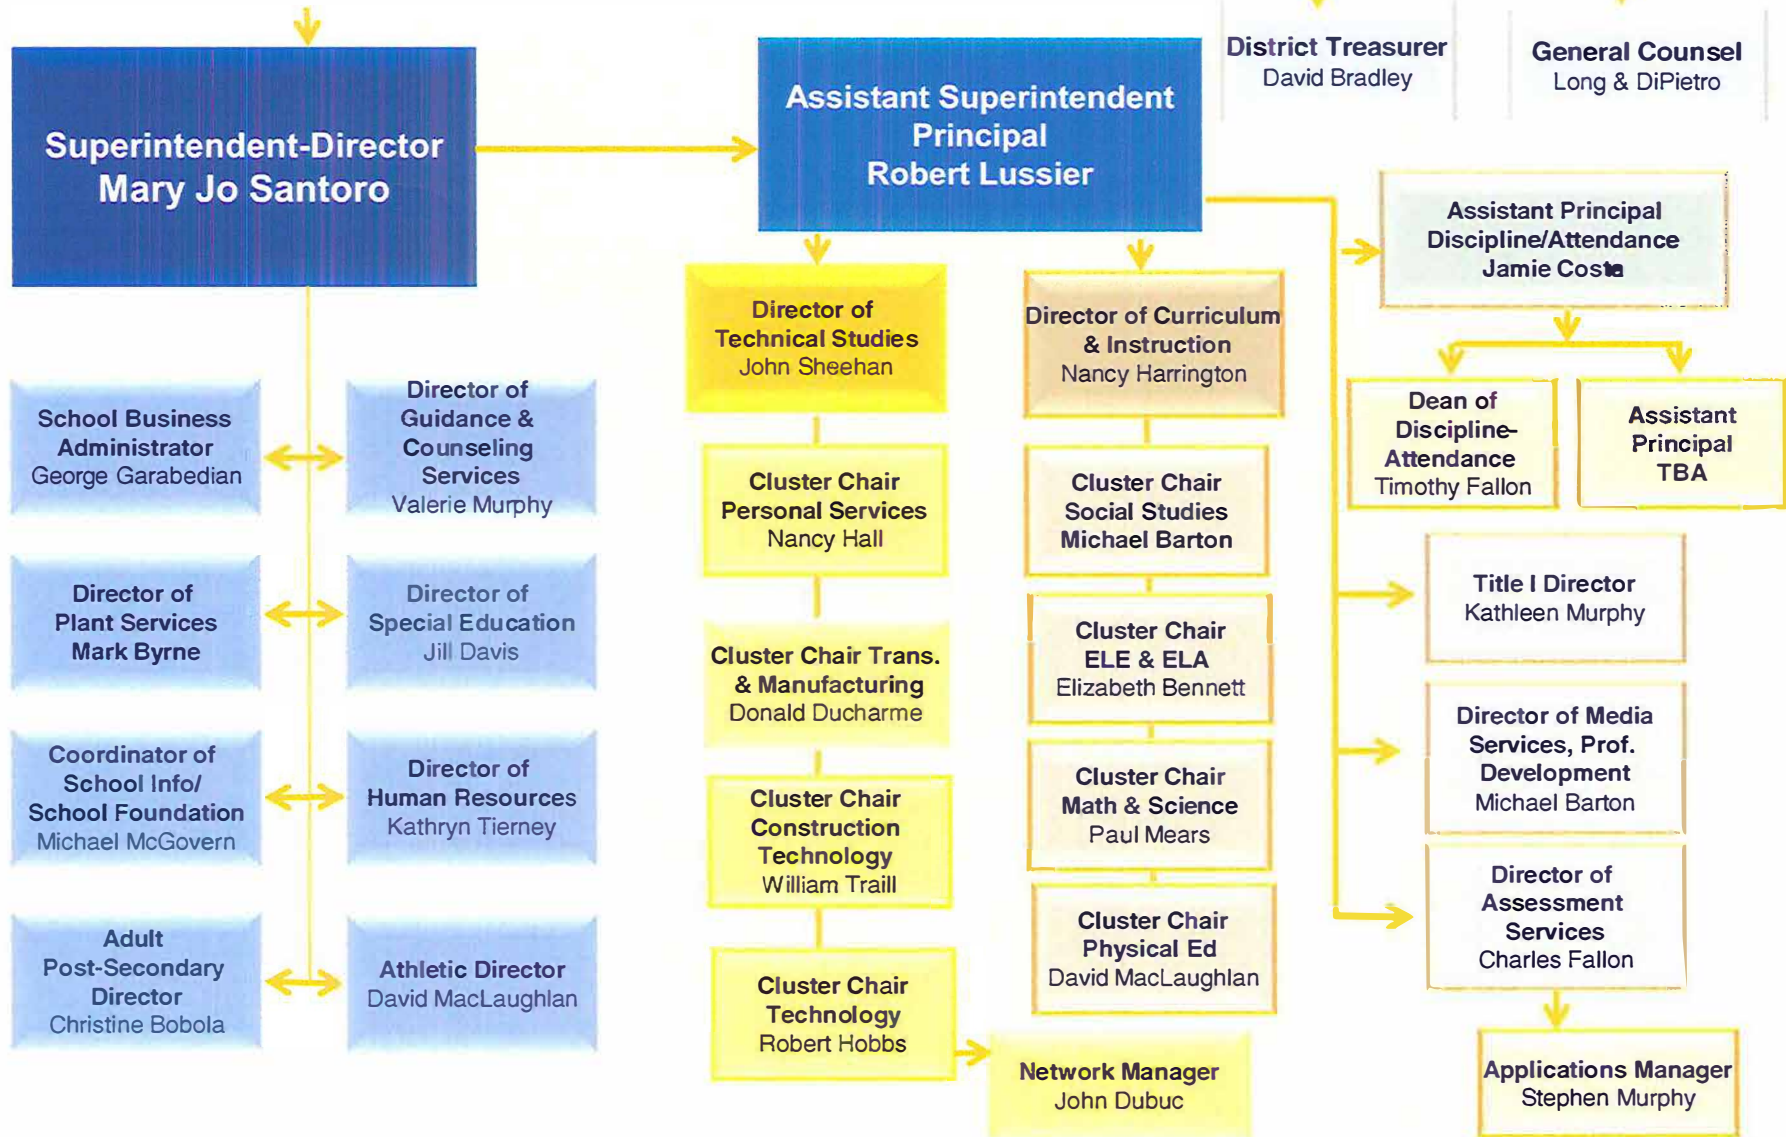 District Treasurer
David Bradley
General Counsel
Long & DiPietro
Superintendent-Director
Mary Jo Santoro
Assistant Superintendent
Principal
Robert Lussier
Assistant Principal
Discipline/Attendance
Jamie Costa
Dean of
Discipline-
Attendance
Timothy Fallon
Assistant
Principal
TBA
School Business
Administrator
George Garabedian
Director of
Guidance &
Counseling
Services
Valerie Murphy
Director of
Plant Services
Mark Byrne
Director of
Special Education
Jill Davis
Coordinator of
School Info/
School Foundation
Michael McGovern
Director of
Human Resources
Kathryn Tierney
Adult
Post-Secondary
Director
Christine Bobola
Athletic Director
David MacLaughlan
Director of
Technical Studies
John Sheehan
Cluster Chair
Personal Services
Nancy Hall
Cluster Chair Trans.
& Manufacturing
Donald Ducharme
Cluster Chair
Construction
Technology
William Traill
Cluster Chair
Technology
Robert Hobbs
Network Manager
John Dubuc
Director of Curriculum
& Instruction
Nancy Harrington
Cluster Chair
Social Studies
Michael Barton
Cluster Chair
ELE & ELA
Elizabeth Bennett
Cluster Chair
Math & Science
Paul Mears
Cluster Chair
Physical Ed
David MacLaughlan
Title I Director
Kathleen Murphy
Director of Media
Services, Prof.
Development
Michael Barton
Director of
Assessment
Services
Charles Fallon
Applications Manager
Stephen Murphy